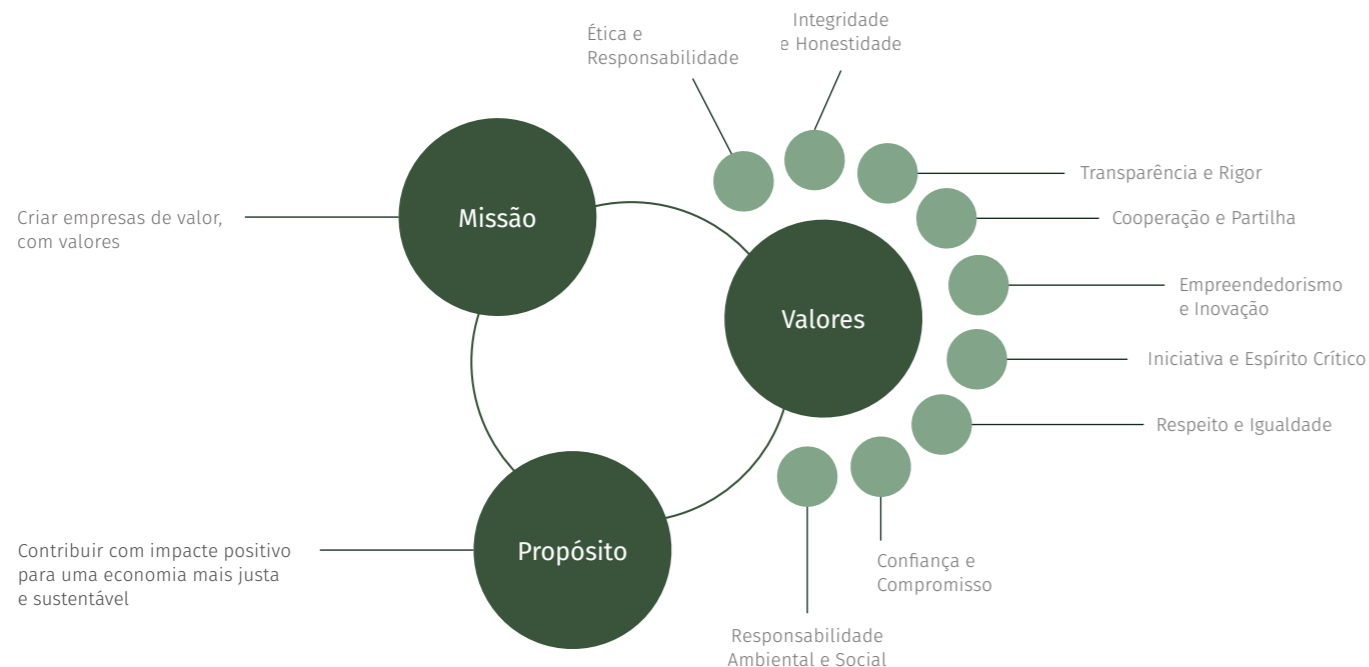 Missão
Criar empresas de valor,
com valores
Valores
Ética e
Responsabilidade
Integridade
e Honestidade
Transparência e Rigor
Cooperação e Partilha
Empreendedorismo
e Inovação
Iniciativa e Espírito Crítico
Respeito e Igualdade
Confiança e
Compromisso
Responsabilidade
Ambiental e Social
Propósito
Contribuir com impacte positivo
para uma economia mais justa
e sustentável